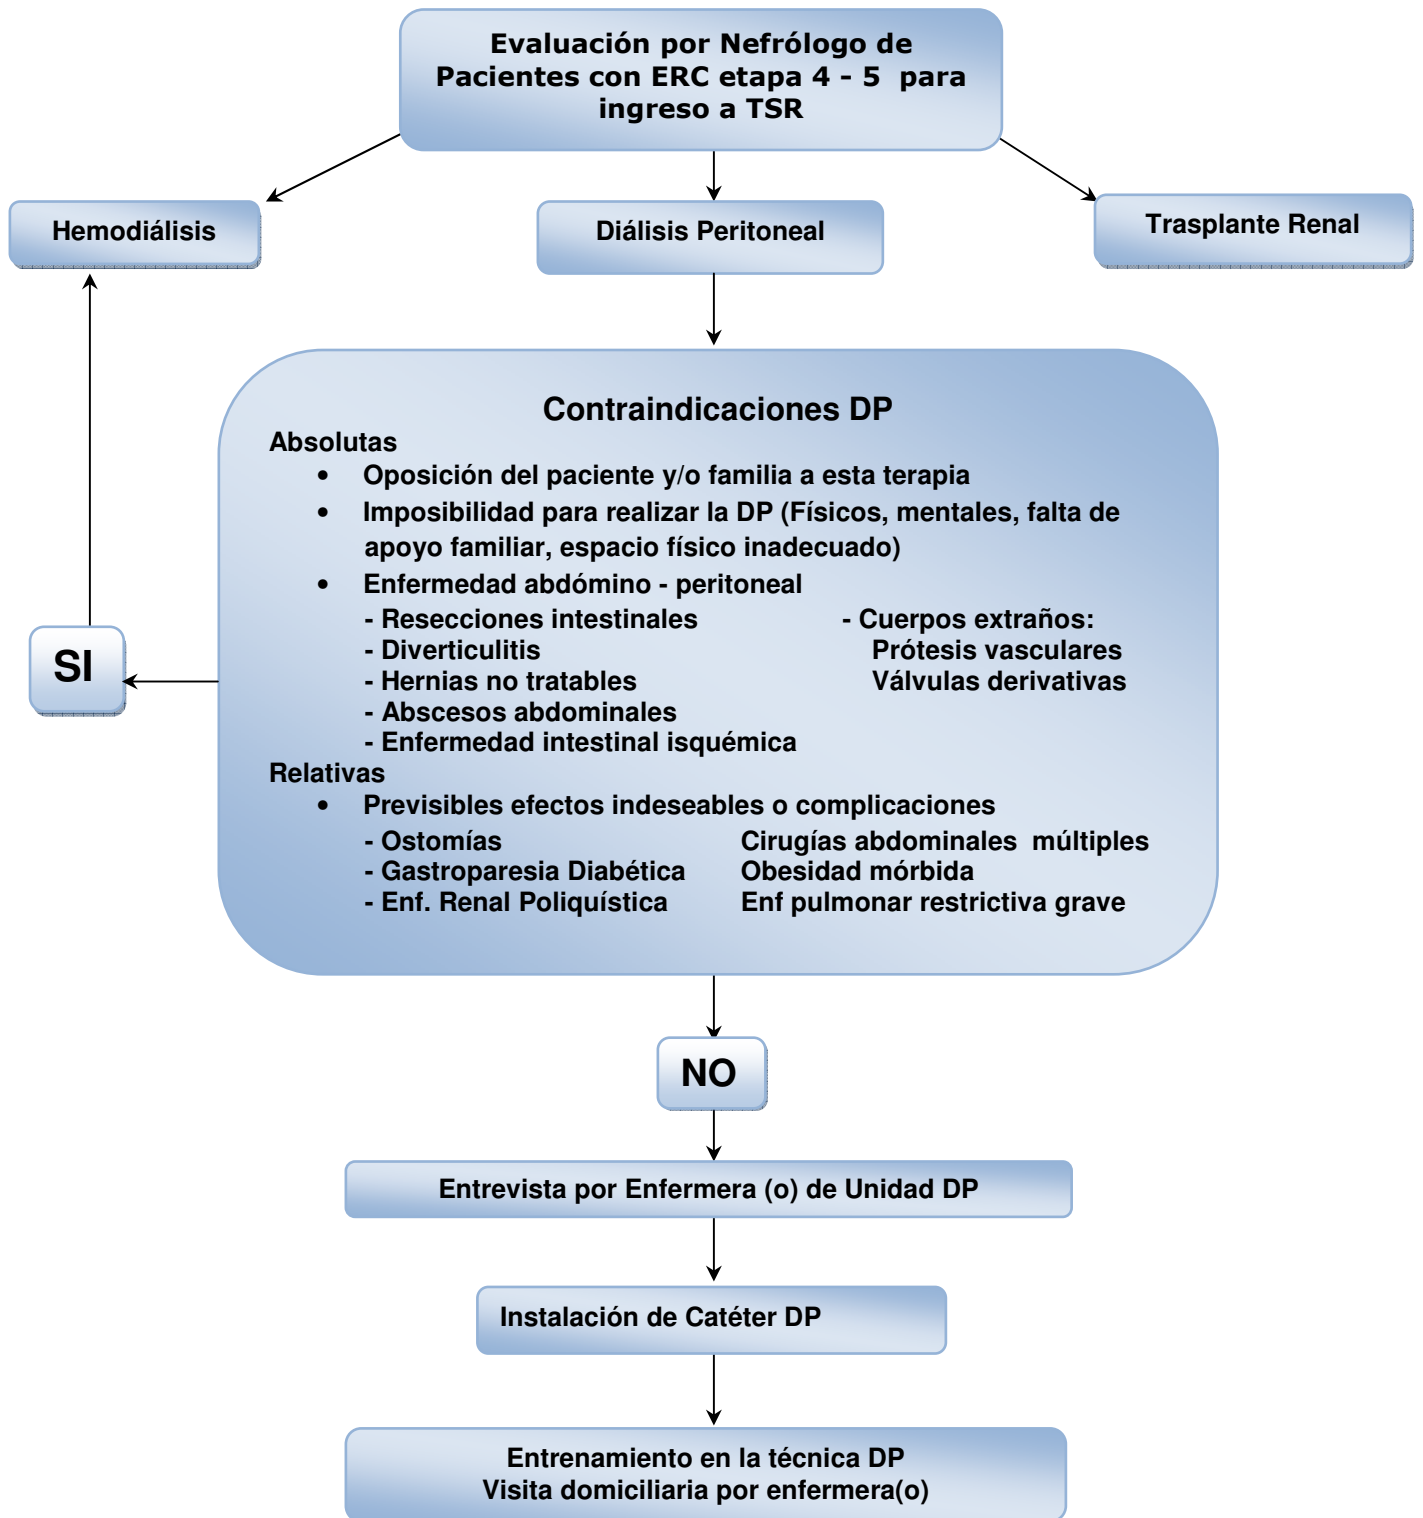 Evaluación por Nefrólogo de
Pacientes con ERC etapa 4 - 5 para
ingreso a TSR
Hemodiálisis
Diálisis Peritoneal
Trasplante Renal
Contraindicaciones DP
Absolutas
• Oposición del paciente y/o familia a esta terapia
• Imposibilidad para realizar la DP (Físicos, mentales, falta de
apoyo familiar, espacio físico inadecuado)
• Enfermedad abdómino - peritoneal
- Resecciones intestinales - Cuerpos extraños:
- Diverticulitis Prótesis vasculares
- Hernias no tratables Válvulas derivativas
- Abscesos abdominales
- Enfermedad intestinal isquémica
Relativas
• Previsibles efectos indeseables o complicaciones
- Ostomías Cirugías abdominales múltiples
- Gastroparesia Diabética Obesidad mórbida
- Enf. Renal Poliquística Enf pulmonar restrictiva grave
SI
NO
Entrevista por Enfermera (o) de Unidad DP
Instalación de Catéter DP
Entrenamiento en la técnica DP
Visita domiciliaria por enfermera(o)